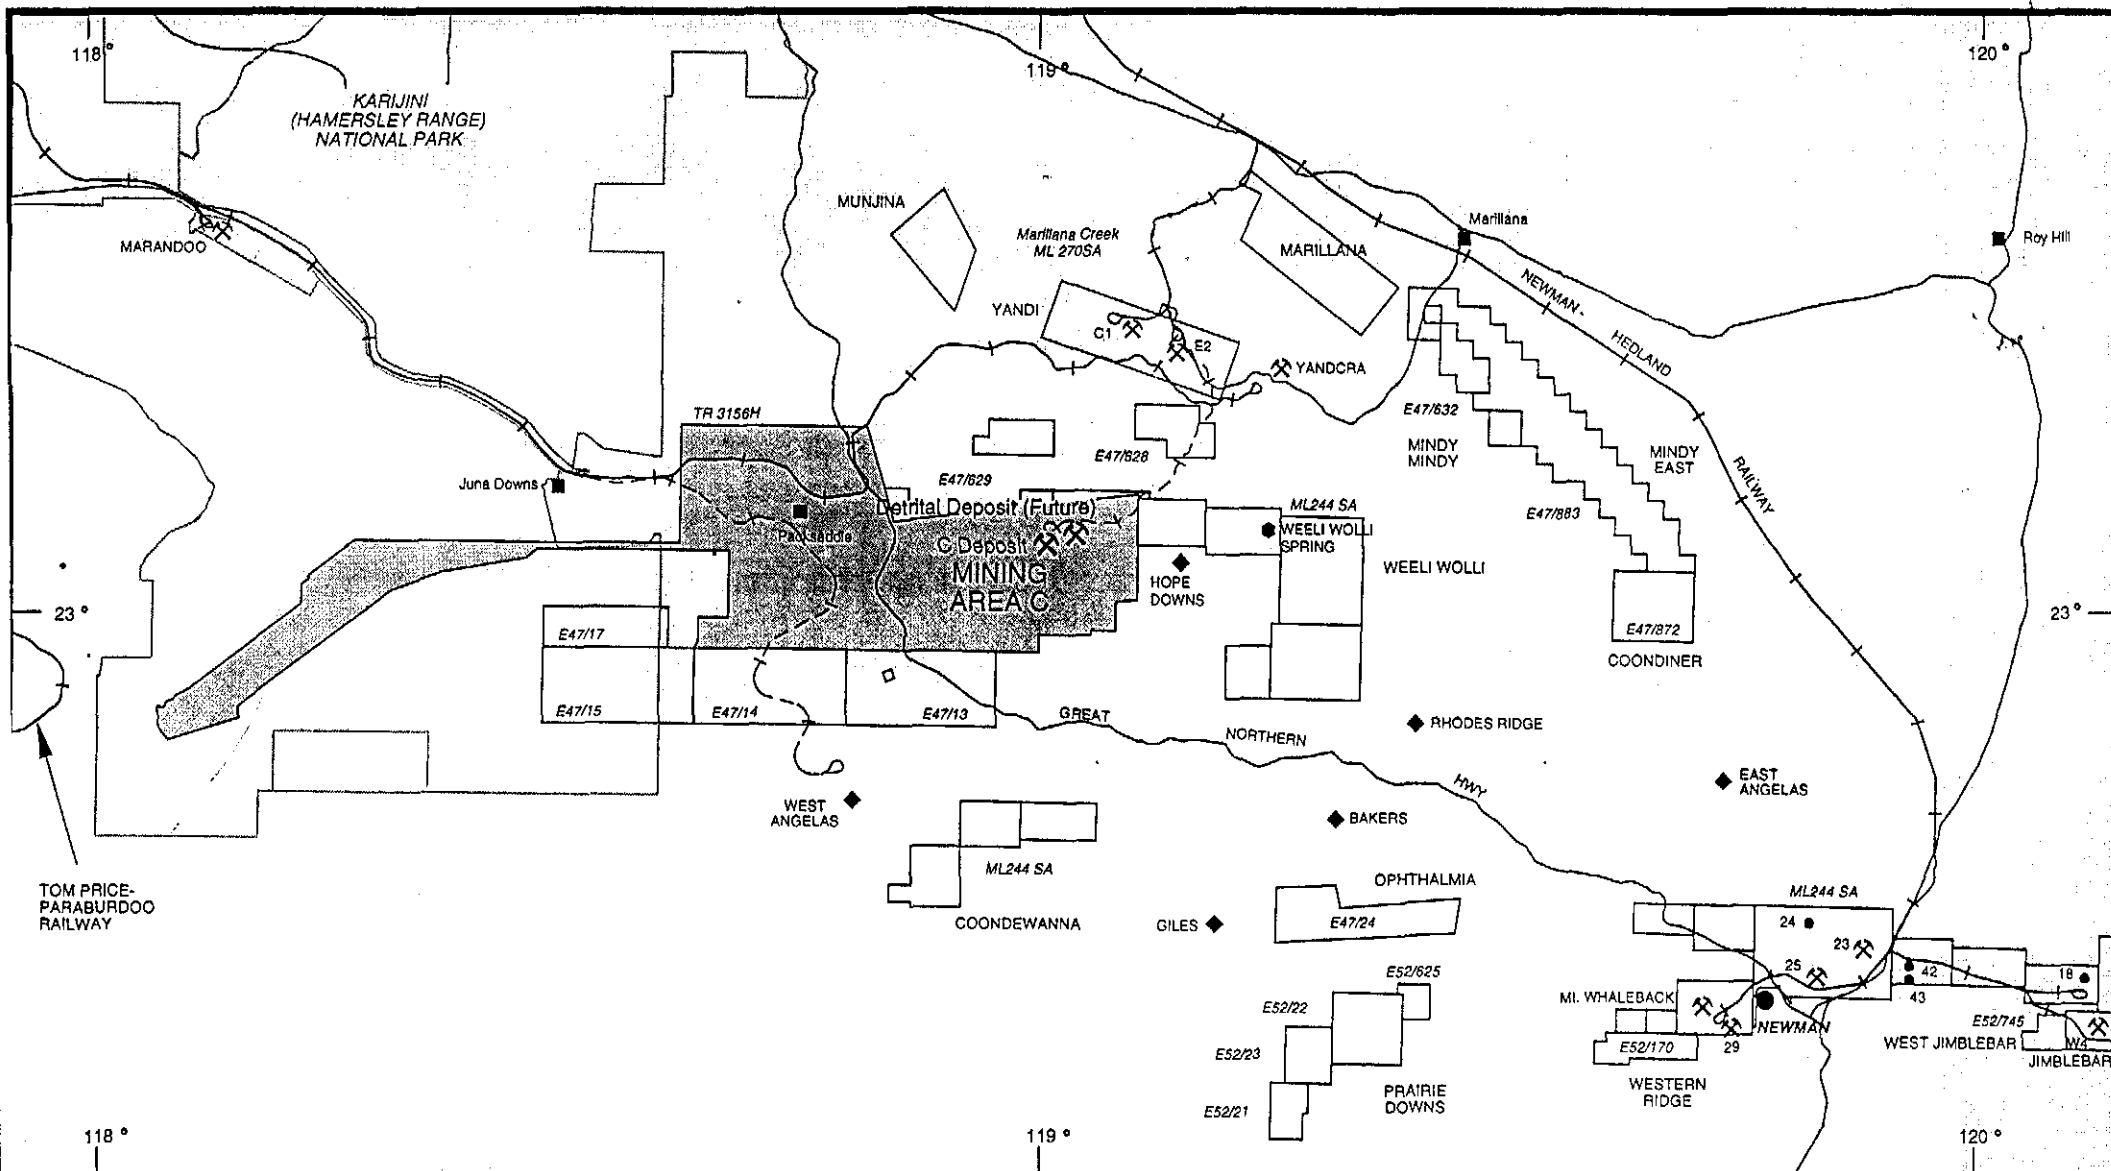 118°
119°
120°
KARIJINI
(HAMERSLEY RANGE)
NATIONAL PARK
MARANDOO
MUNJINA
Marillana Creek
ML 270SA
MARILLANA
Marillana
Roy Hill
YANDI
C1
E2
YANDCRA
NEWMAN -
HEDLAND
RAILWAY
TR 3156H
E47/632
MINDY
MINDY
MINDY
EAST
E47/628
E47/629
Juna Downs
Packsaddle
Detrital Deposit (Future)
C Deposit
MINING
AREA C
ML244 SA
WEELI WOLLI
SPRING
WEELI WOLLI
HOPE
DOWNS
E47/883
23°
23°
E47/17
E47/872
COONDINER
E47/15
E47/14
E47/13
GREAT
NORTHERN
HWY
RHODES RIDGE
EAST
ANGELAS
WEST
ANGELAS
BAKERS
TOM PRICE-
PARABURDOO
RAILWAY
ML244 SA
COONDEWANNA
OPHTHALMIA
E47/24
GILES
ML244 SA
24
23
25
42
43
18
E52/625
E52/22
E52/23
E52/21
PRAIRIE
DOWNS
Mt. WHALEBACK
NEWMAN
29
E52/170
WESTERN
RIDGE
E52/745
WEST JIMBLEBAR
W4
JIMBLEBAR
118°
119°
120°